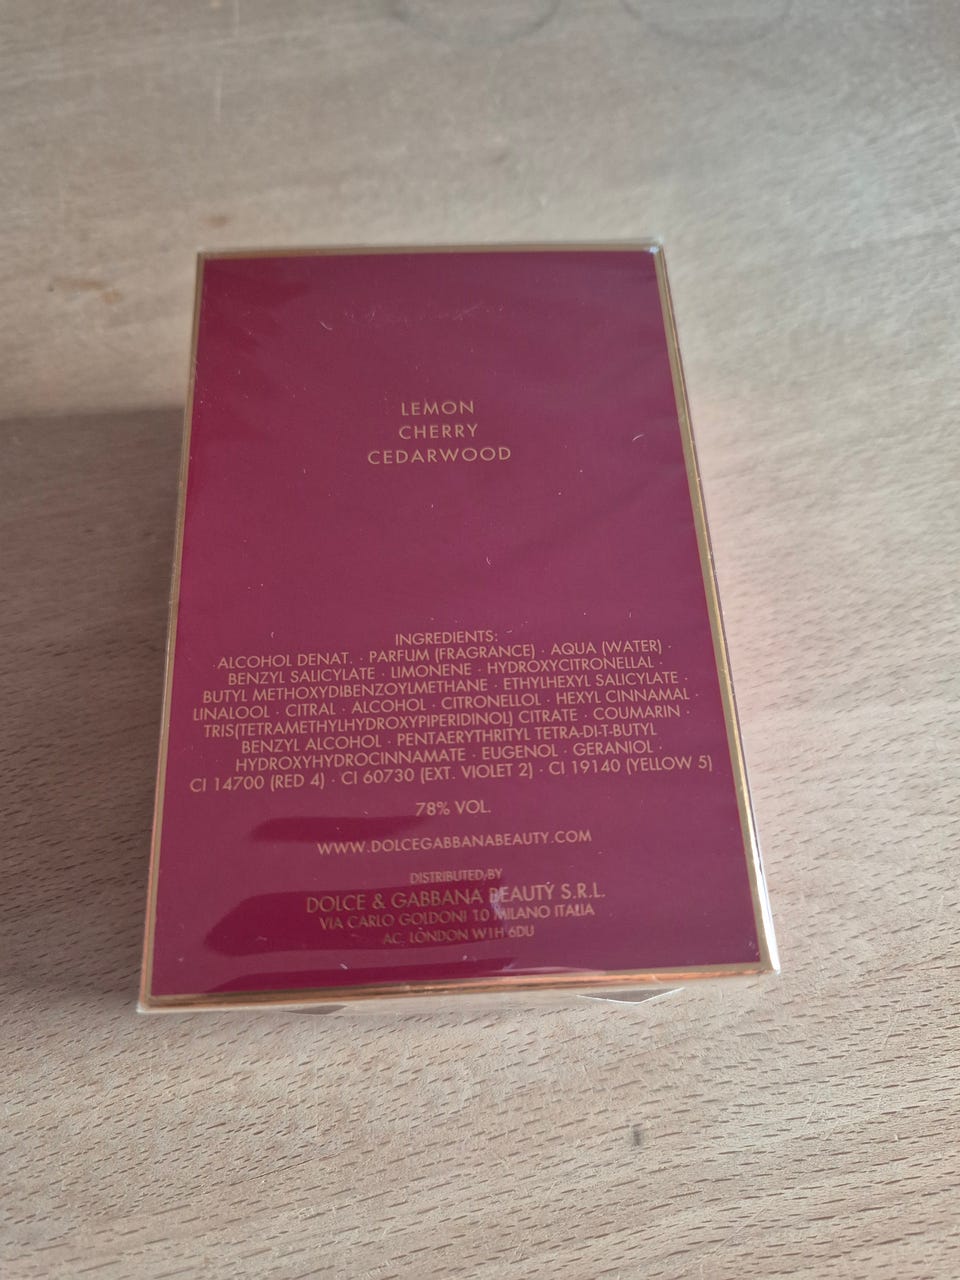 LEMON
CHERRY
CEDARWOOD
INGREDIENTS:
ALCOHOL DENAT. · PARFUM (FRAGRANCE) · AQUA (WATER) ·
BENZYL SALICYLATE · LIMONENE · HYDROXYCITRONELLAL ·
BUTYL METHOXYDIBENZOYLMETHANE · ETHYLHEXYL SALICYLATE ·
LINALOOL · CITRAL · ALCOHOL · CITRONELLOL · HEXYL CINNAMAL ·
TRIS(TETRAMETHYLHYDROXYPIPERIDINOL) CITRATE · COUMARIN ·
BENZYL ALCOHOL · PENTAERYTHRITYL TETRA-DI-T-BUTYL
HYDROXYHYDROCINNAMATE · EUGENOL · GERANIOL ·
CI 14700 (RED 4) · CI 60730 (EXT. VIOLET 2) · CI 19140 (YELLOW 5)
78% VOL.
WWW.DOLCEGABBANABEAUTY.COM
DISTRIBUTED BY
DOLCE & GABBANA BEAUTY S.R.L.
VIA CARLO GOLDONI 10 MILANO ITALIA
AC. LONDON W1H 6DU